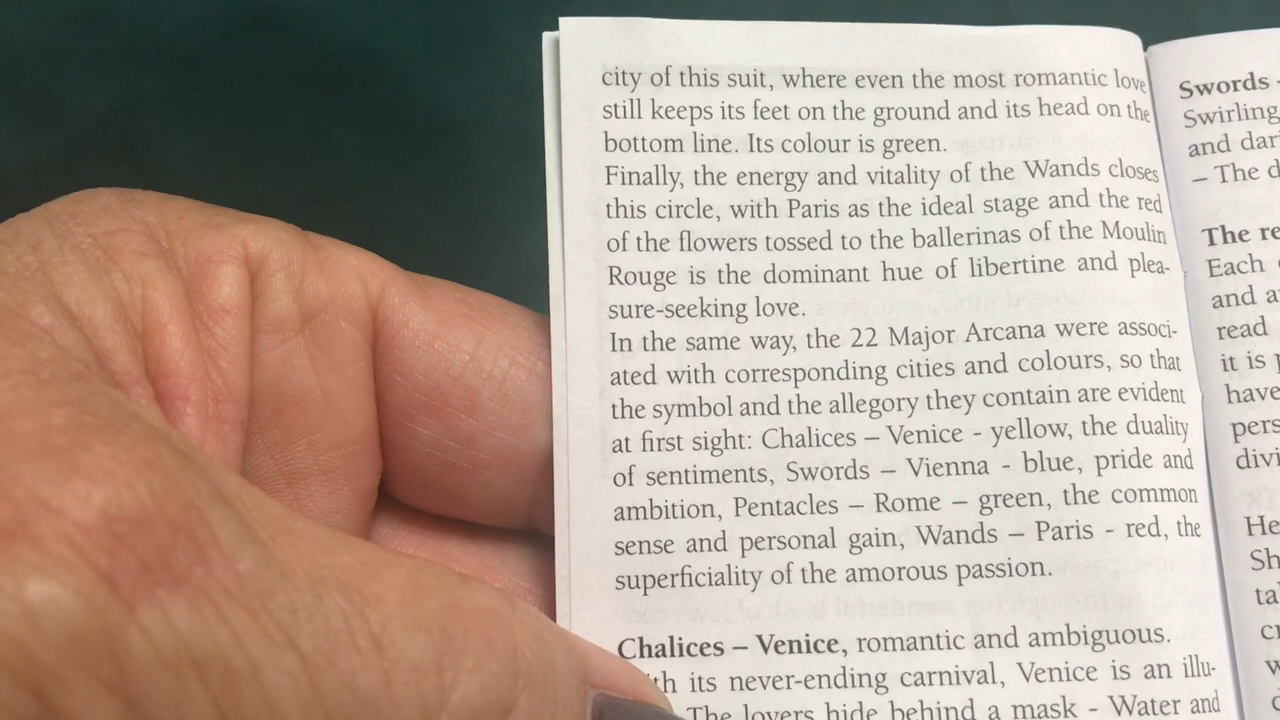 city of this suit, where even the most romantic love
still keeps its feet on the ground and its head on the
bottom line. Its colour is green.
Finally, the energy and vitality of the Wands closes
this circle, with Paris as the ideal stage and the red
of the flowers tossed to the ballerinas of the Moulin
Rouge is the dominant hue of libertine and plea-
sure-seeking love.
In the same way, the 22 Major Arcana were associ-
ated with corresponding cities and colours, so that
the symbol and the allegory they contain are evident
at first sight: Chalices – Venice - yellow, the duality
of sentiments, Swords – Vienna - blue, pride and
ambition, Pentacles – Rome – green, the common
sense and personal gain, Wands – Paris - red, the
superficiality of the amorous passion.
Chalices – Venice, romantic and ambiguous.
its never-ending carnival, Venice is an illu-
The lovers hide behind a mask - Water and
Swords -
Swirling,
and
– The
The
Each
and
read
it is
have